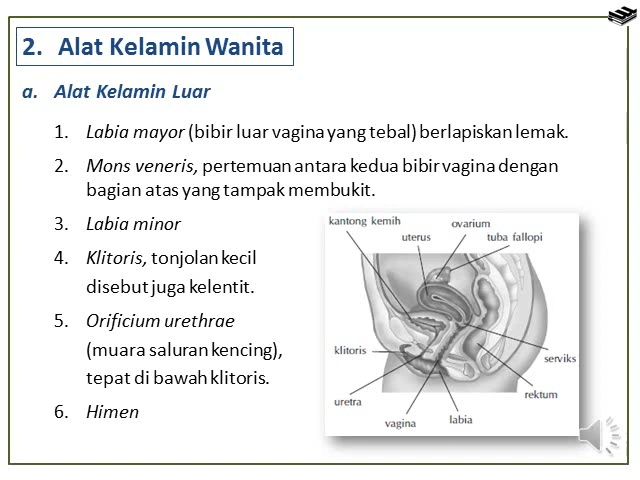 2. Alat Kelamin Wanita
a. Alat Kelamin Luar
1. Labia mayor (bibir luar vagina yang tebal) berlapiskan lemak.
2. Mons veneris, pertemuan antara kedua bibir vagina dengan
bagian atas yang tampak membukit.
3. Labia minor
4. Klitoris, tonjolan kecil
disebut juga kelentit.
5. Orificium urethrae
(muara saluran kencing),
tepat di bawah klitoris.
6. Himen
kantong kemih
ovarium
uterus
tuba fallopi
klitoris
serviks
uretra
rektum
vagina
labia